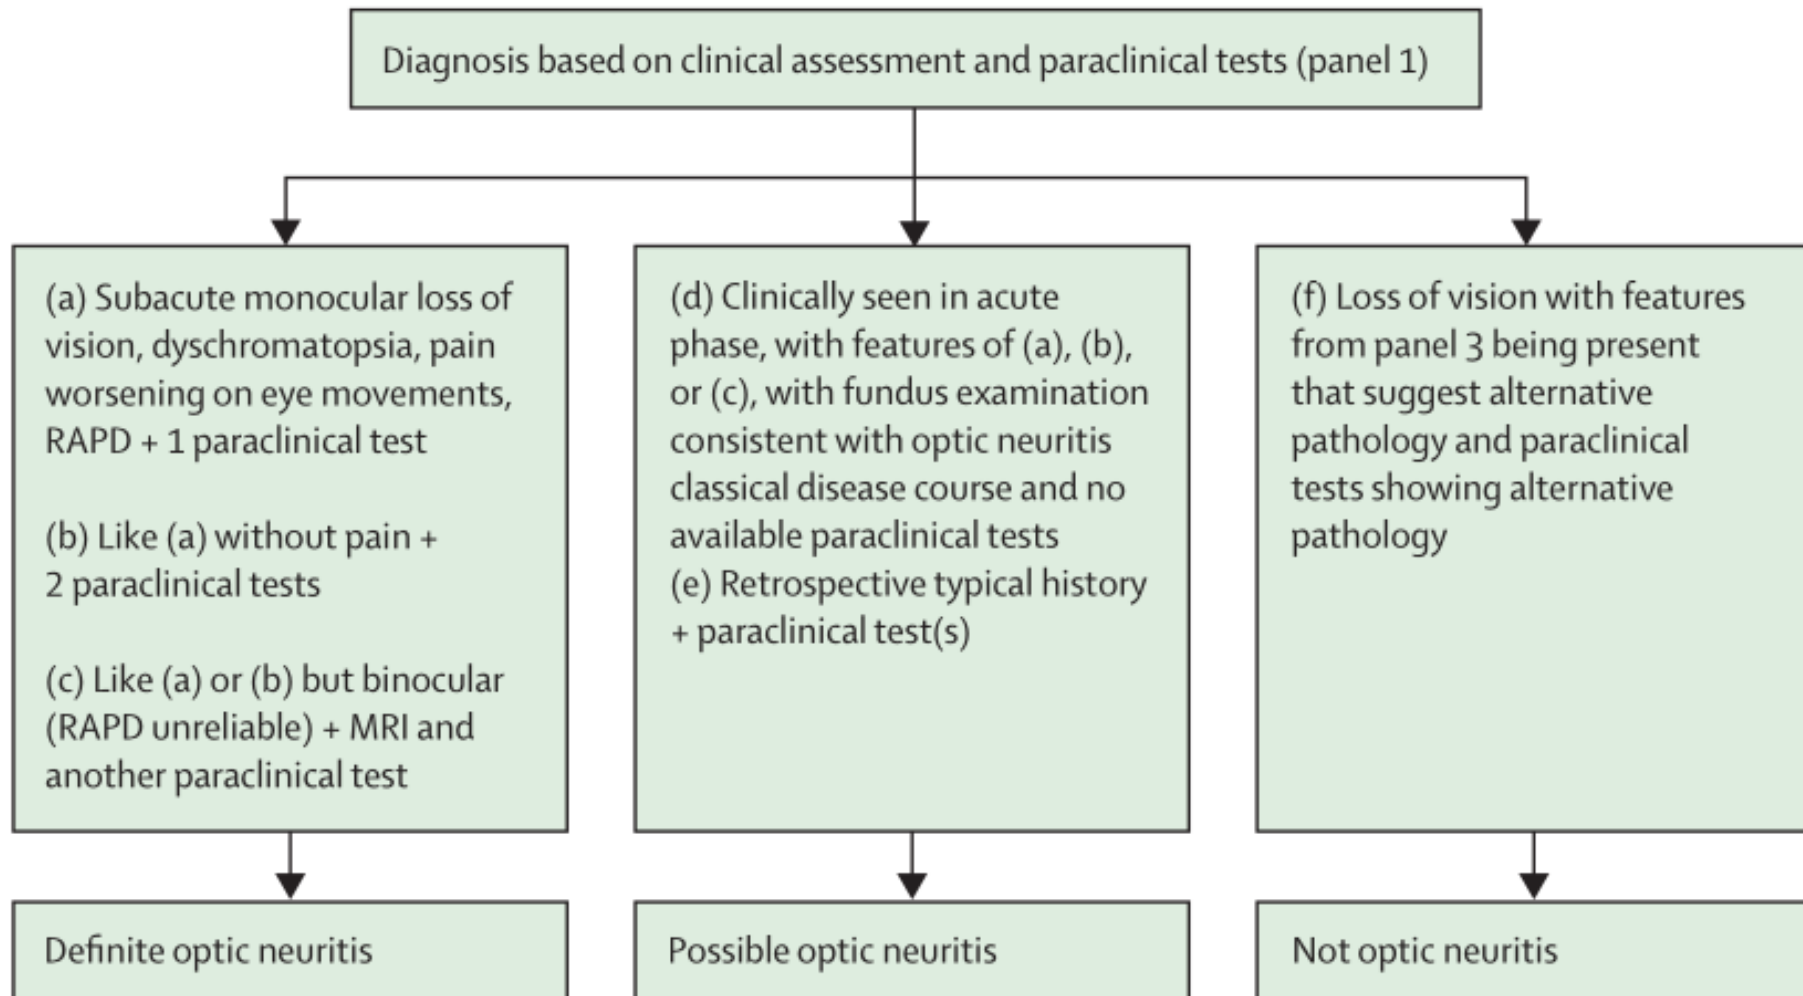 Diagnosis based on clinical assessment and paraclinical tests (panel 1)
(a) Subacute monocular loss of
vision, dyschromatopsia, pain
worsening on eye movements,
RAPD + 1 paraclinical test
(b) Like (a) without pain +
2 paraclinical tests
(c) Like (a) or (b) but binocular
(RAPD unreliable) + MRI and
another paraclinical test
(d) Clinically seen in acute
phase, with features of (a), (b),
or (c), with fundus examination
consistent with optic neuritis
classical disease course and no
available paraclinical tests
(e) Retrospective typical history
+ paraclinical test(s)
(f) Loss of vision with features
from panel 3 being present
that suggest alternative
pathology and paraclinical
tests showing alternative
pathology
Definite optic neuritis
Possible optic neuritis
Not optic neuritis